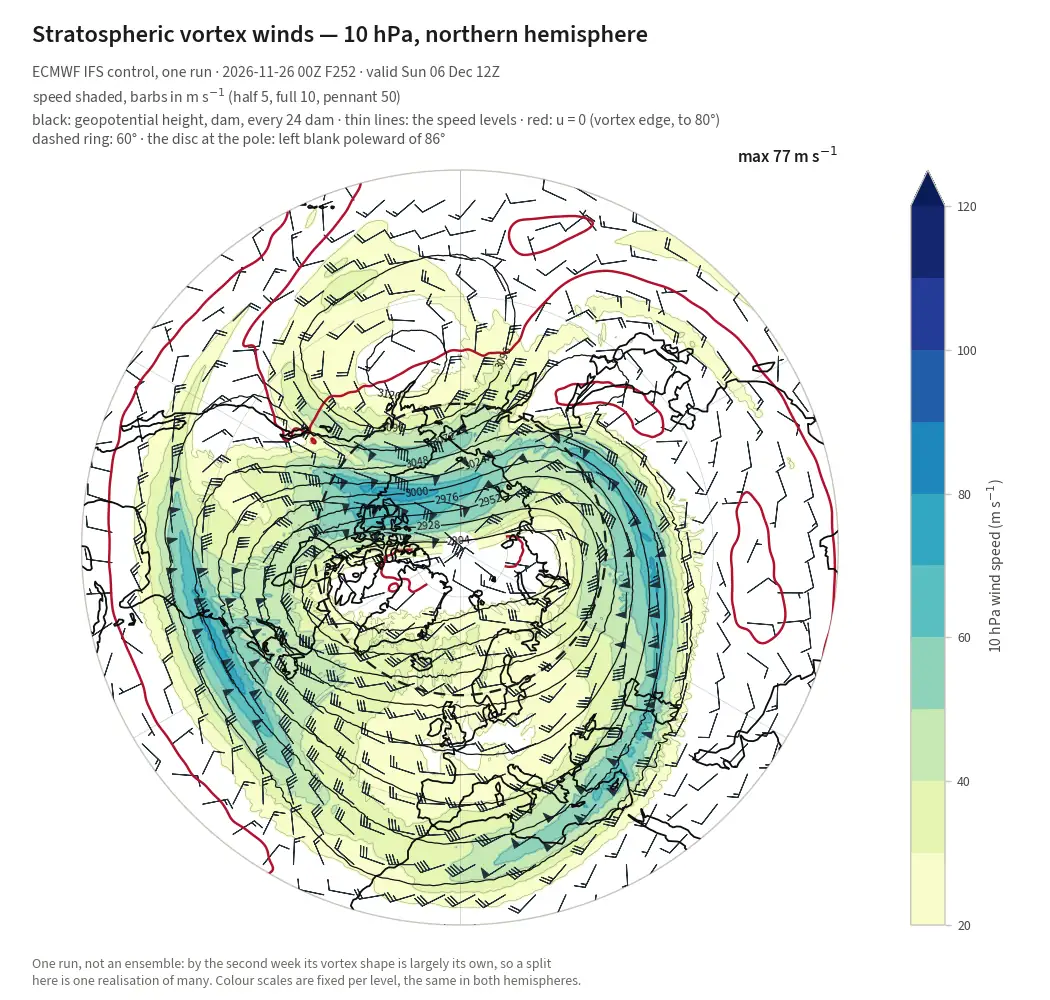 Stratospheric vortex winds — 10 hPa, northern hemisphere
ECMWF IFS control, one run · 2026-11-26 00Z F252 · valid Sun 06 Dec 12Z
speed shaded, barbs in m s⁻¹ (half 5, full 10, pennant 50)
black: geopotential height, dam, every 24 dam · thin lines: the speed levels · red: u = 0 (vortex edge, to 80°)
dashed ring: 60° · the disc at the pole: left blank poleward of 86°
max 77 m s⁻¹
120
100
80
60
40
20
10 hPa wind speed (m s⁻¹)
3120
3048
3024
3000
2976
2952
2928
2904
One run, not an ensemble: by the second week its vortex shape is largely its own, so a split
here is one realisation of many. Colour scales are fixed per level, the same in both hemispheres.